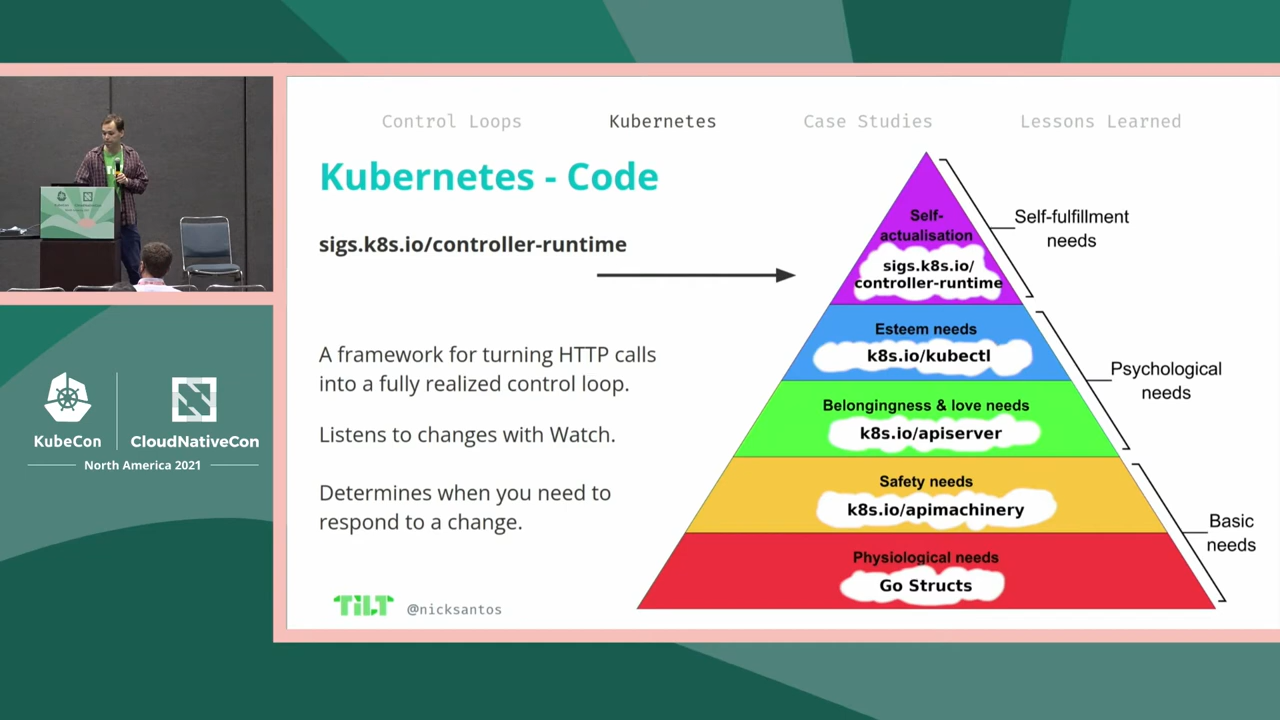 Control Loops
Kubernetes
Case Studies
Lessons Learned
Kubernetes - Code
sigs.k8s.io/controller-runtime
A framework for turning HTTP calls
into a fully realized control loop.
Listens to changes with Watch.
Determines when you need to
respond to a change.
TiLT
@nicksantos
Self-
actualisation
sigs.k8s.io/
controller-runtime
Esteem needs
k8s.io/kubectl
Belongingness & love needs
k8s.io/apiserver
Safety needs
k8s.io/apimachinery
Physiological needs
Go Structs
Self-fulfillment
needs
Psychological
needs
Basic
needs
KubeCon
CloudNativeCon
North America 2021